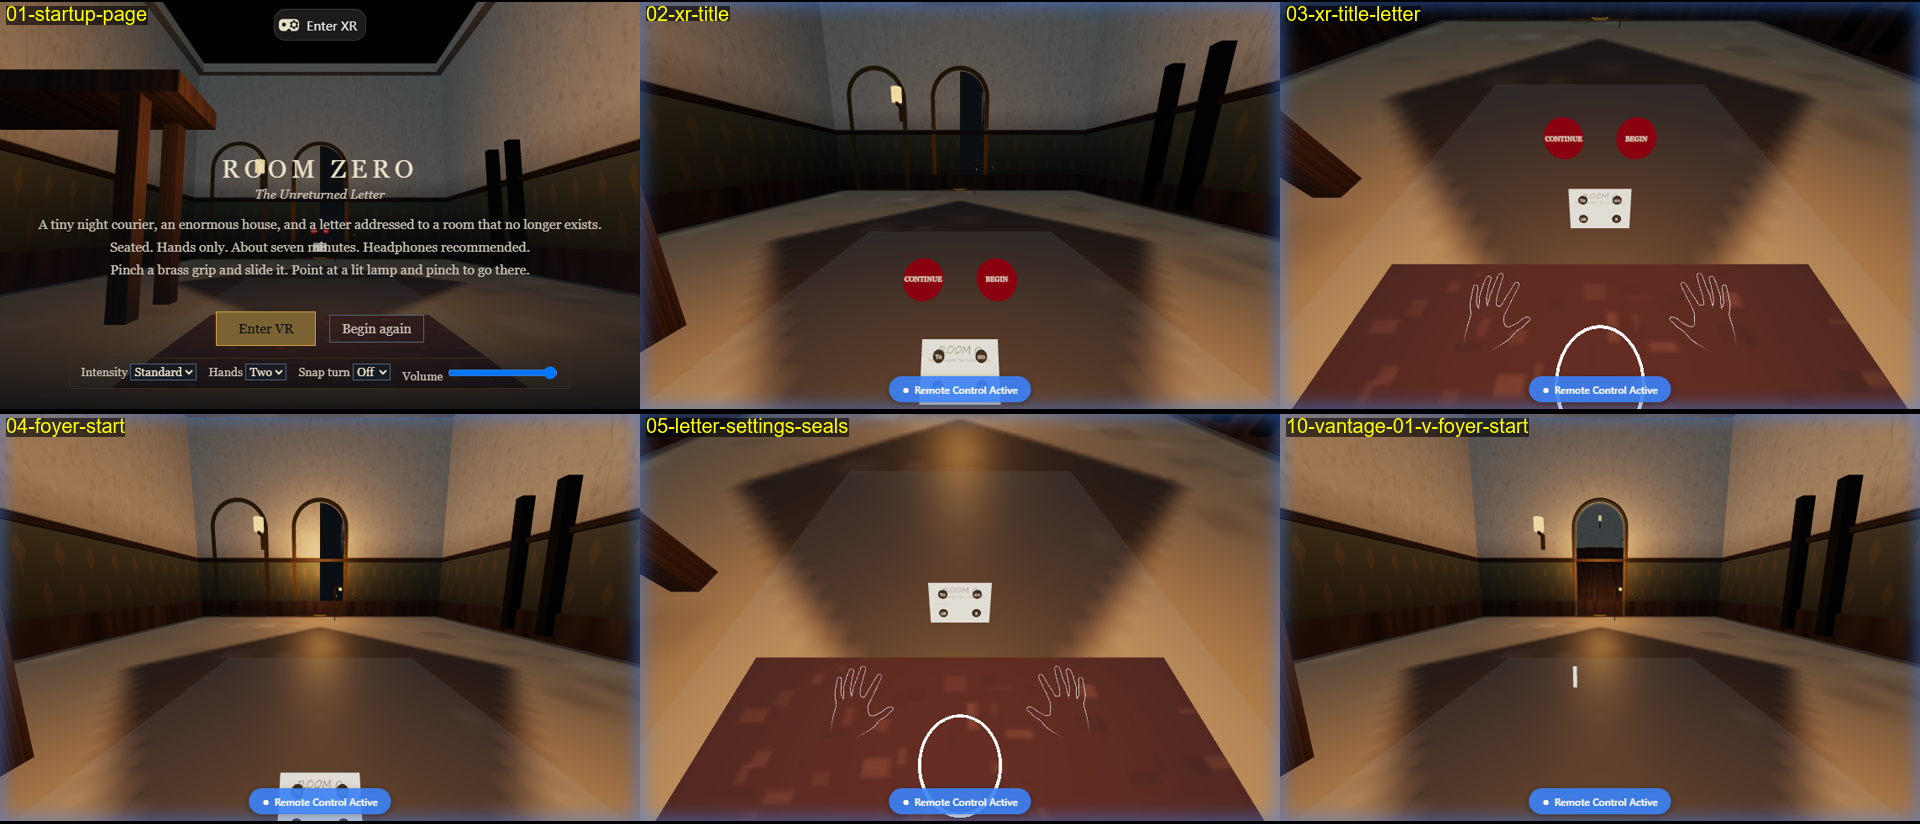 01-startup-page
Enter XR
ROOM ZERO
The Unreturned Letter
A tiny night courier, an enormous house, and a letter addressed to a room that no longer exists.
Seated. Hands only. About seven minutes. Headphones recommended.
Pinch a brass grip and slide it. Point at a lit lamp and pinch to go there.
Enter VR
Begin again
Intensity Standard Hands Two Snap turn Off Volume
02-xr-title
CONTINUE BEGIN
ROOM
Remote Control Active
03-xr-title-letter
CONTINUE BEGIN
Remote Control Active
04-foyer-start
ROOM
Remote Control Active
05-letter-settings-seals
Remote Control Active
10-vantage-01-v-foyer-start
Remote Control Active